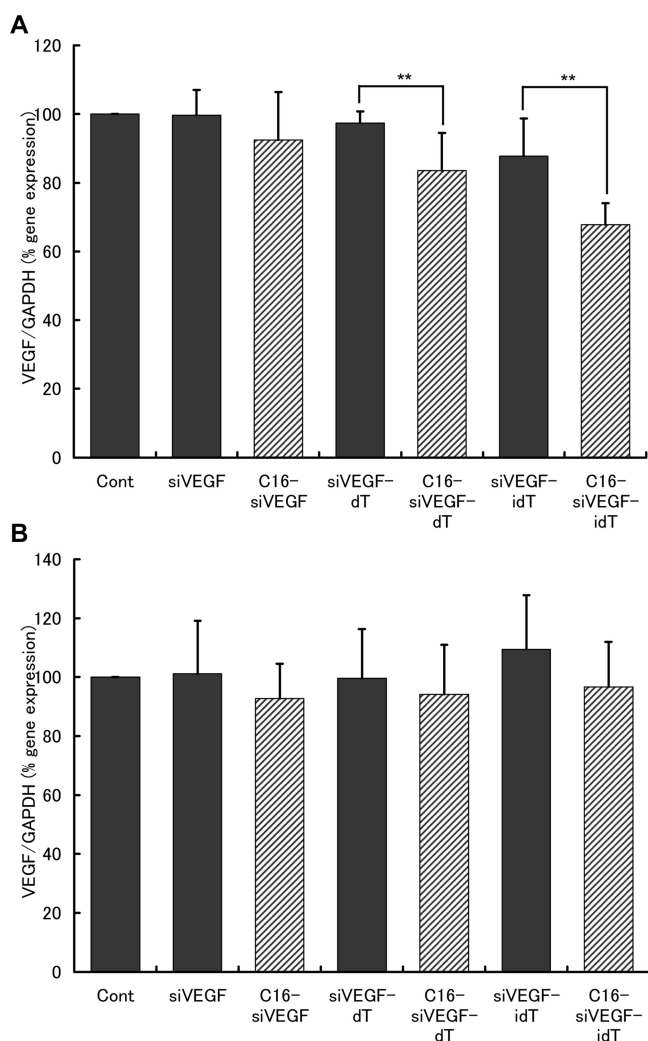 A
VEGF/GAPDH (% gene expression)
120
100
80
60
40
20
0
**
**
Cont
siVEGF
C16-
siVEGF
siVEGF-
dT
C16-
siVEGF-
dT
siVEGF-
idT
C16-
siVEGF-
idT
B
VEGF/GAPDH (% gene expression)
140
120
100
80
60
40
20
0
Cont
siVEGF
C16-
siVEGF
siVEGF-
dT
C16-
siVEGF-
dT
siVEGF-
idT
C16-
siVEGF-
idT